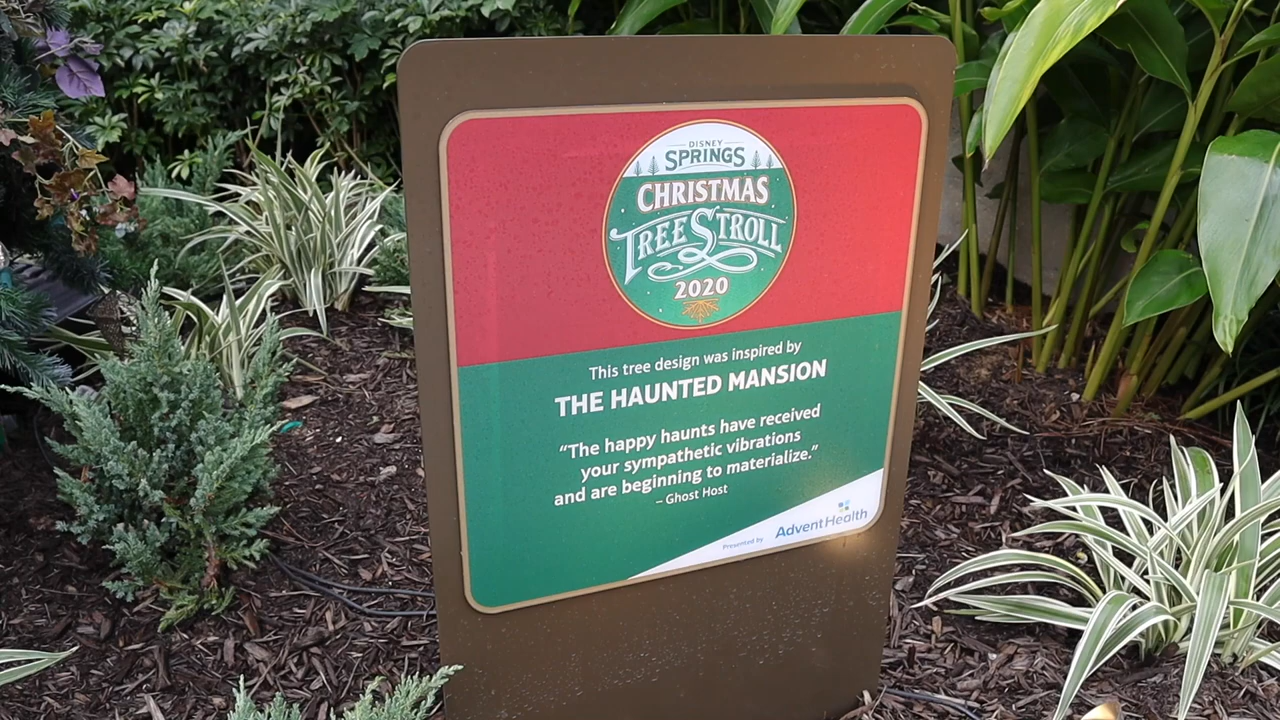 DISNEY
SPRINGS
CHRISTMAS
TREE STROLL
2020
This tree design was inspired by
THE HAUNTED MANSION
“The happy haunts have received
your sympathetic vibrations
and are beginning to materialize.”
– Ghost Host
Presented by AdventHealth